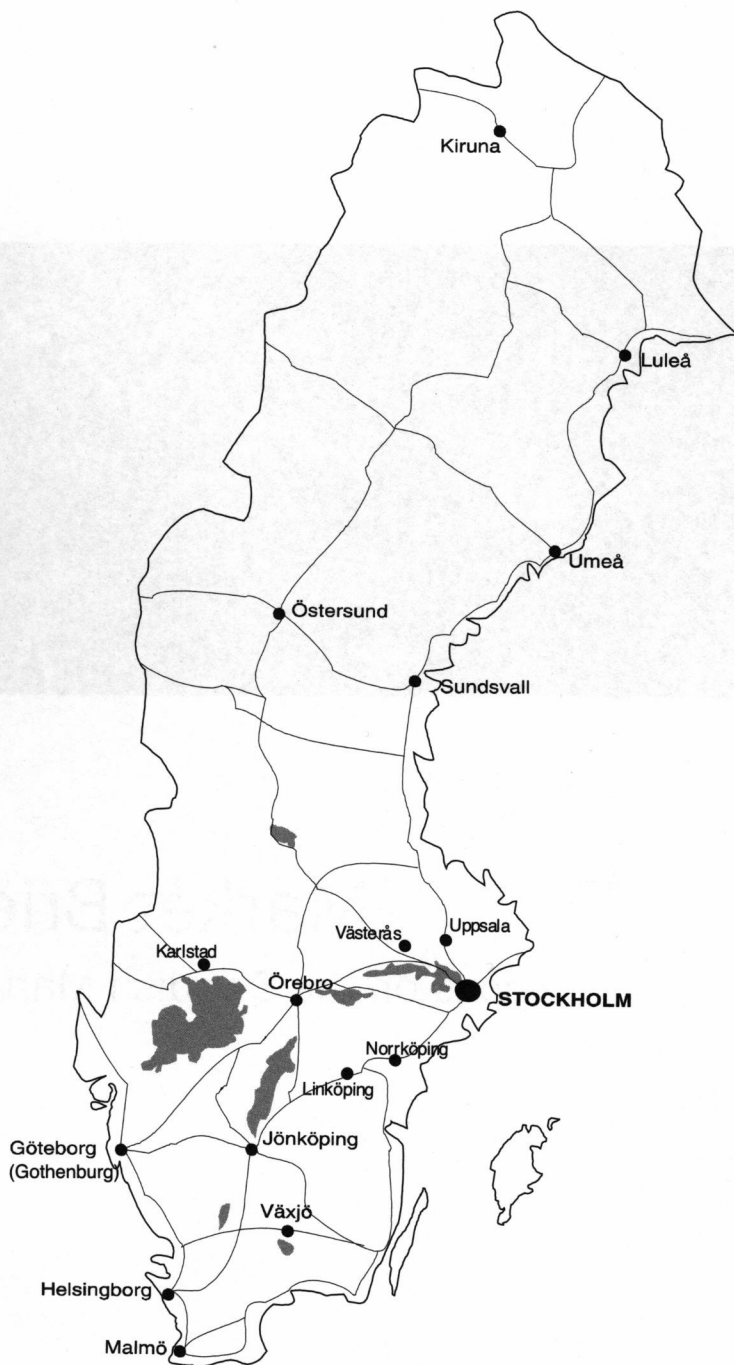 Kiruna
Luleå
Umeå
Östersund
Sundsvall
Västerås
Uppsala
Karlstad
Örebro
STOCKHOLM
Norrköping
Linköping
Göteborg
(Gothenburg)
Jönköping
Växjö
Helsingborg
Malmö